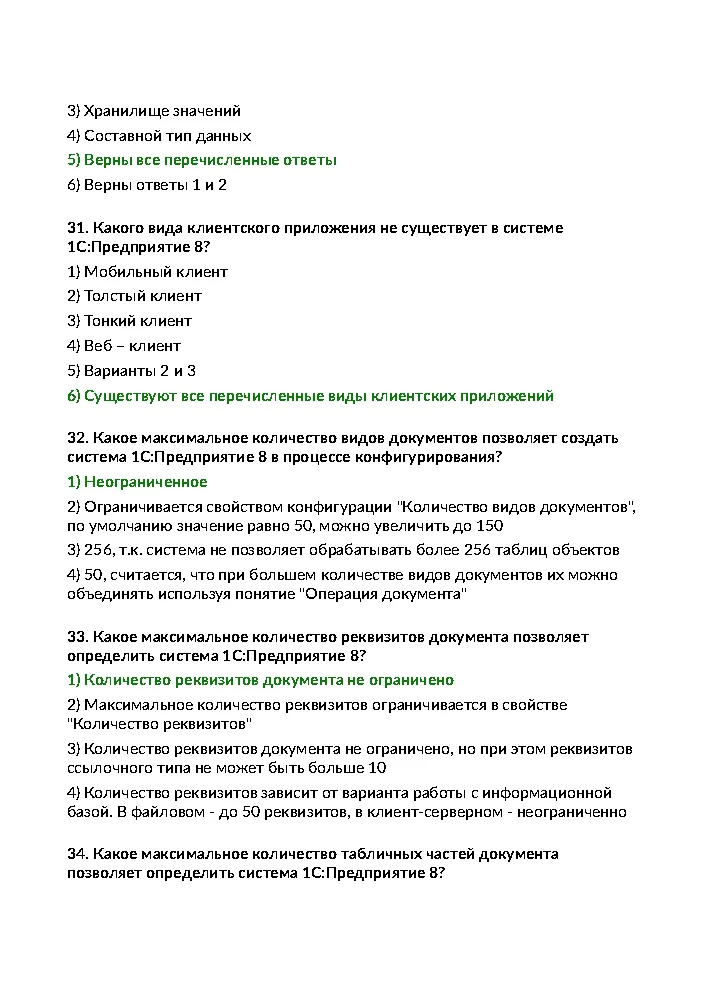 3) Хранилище значений
4) Составной тип данных
5) Верны все перечисленные ответы
6) Верны ответы 1 и 2
31. Какого вида клиентского приложения не существует в системе
1С:Предприятие 8?
1) Мобильный клиент
2) Толстый клиент
3) Тонкий клиент
4) Веб – клиент
5) Варианты 2 и 3
6) Существуют все перечисленные виды клиентских приложений
32. Какое максимальное количество видов документов позволяет создать
система 1С:Предприятие 8 в процессе конфигурирования?
1) Неограниченное
2) Ограничивается свойством конфигурации "Количество видов документов",
по умолчанию значение равно 50, можно увеличить до 150
3) 256, т.к. система не позволяет обрабатывать более 256 таблиц объектов
4) 50, считается, что при большем количестве видов документов их можно
объединять используя понятие "Операция документа"
33. Какое максимальное количество реквизитов документа позволяет
определить система 1С:Предприятие 8?
1) Количество реквизитов документа не ограничено
2) Максимальное количество реквизитов ограничивается в свойстве
"Количество реквизитов"
3) Количество реквизитов документа не ограничено, но при этом реквизитов
ссылочного типа не может быть больше 10
4) Количество реквизитов зависит от варианта работы с информационной
базой. В файловом - до 50 реквизитов, в клиент-серверном - неограниченно
34. Какое максимальное количество табличных частей документа
позволяет определить система 1С:Предприятие 8?